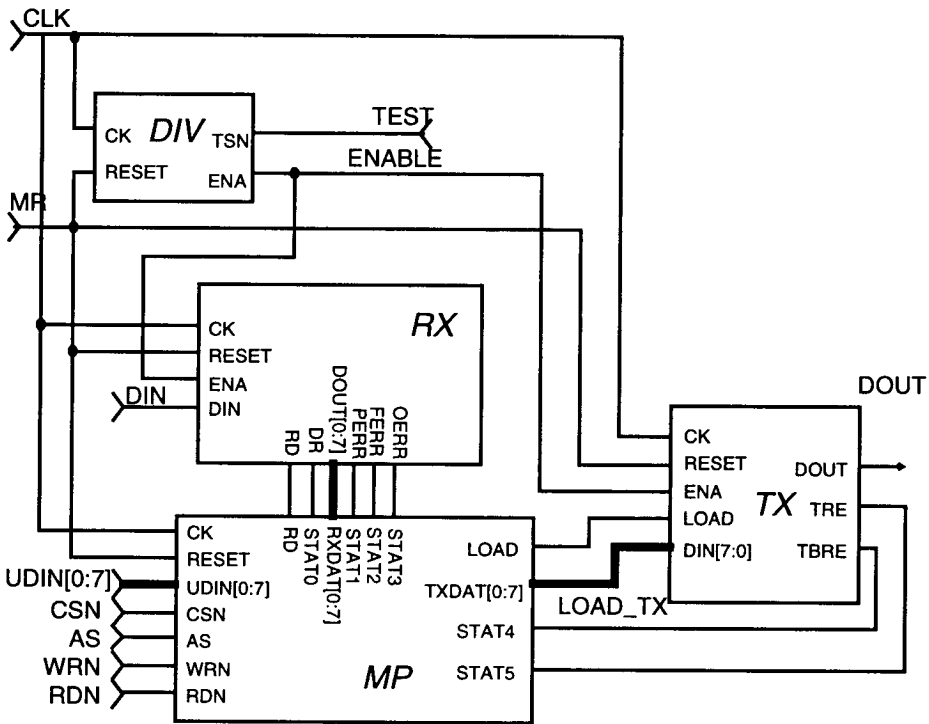 CLK
DIV
CK
TSN
RESET
ENA
TEST
ENABLE
MR
RX
CK
RESET
ENA
DIN
DIN
RD
DR
DOUT[0:7]
PERR
FERR
OERR
DOUT
CK
RESET
ENA
LOAD
DIN[7:0]
TX
DOUT
TRE
TBRE
CK
RESET
UDIN[0:7]
UDIN[0:7]
CSN
CSN
AS
AS
WRN
WRN
RDN
RDN
RD
STAT0
RXDAT[0:7]
STAT1
STAT2
STAT3
MP
LOAD
TXDAT[0:7]
LOAD_TX
STAT4
STAT5